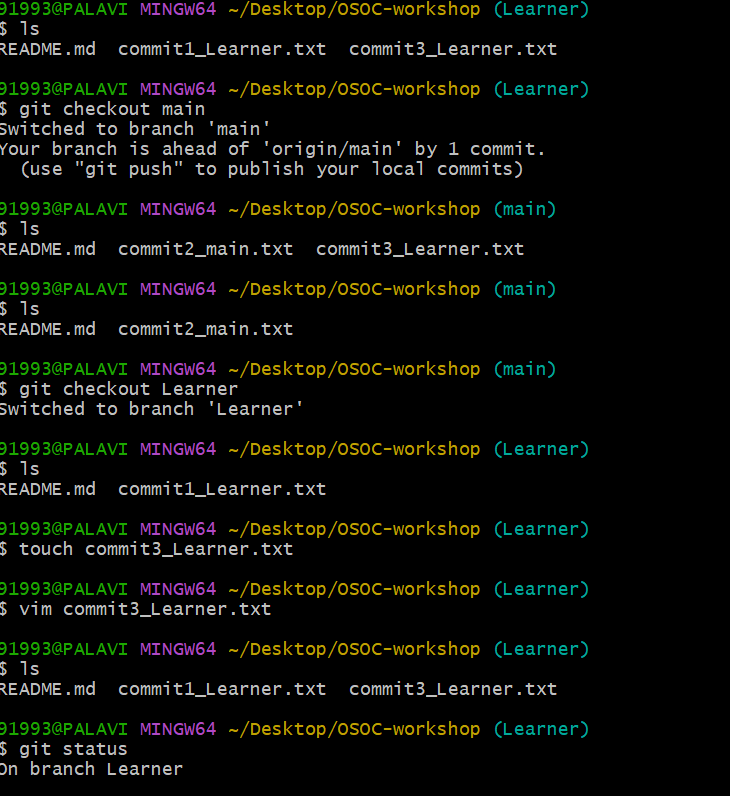 91993@PALAVI MINGW64 ~/Desktop/OSOC-workshop (Learner)
$ ls
README.md  commit1_Learner.txt  commit3_Learner.txt
91993@PALAVI MINGW64 ~/Desktop/OSOC-workshop (Learner)
$ git checkout main
Switched to branch 'main'
Your branch is ahead of 'origin/main' by 1 commit.
  (use "git push" to publish your local commits)
91993@PALAVI MINGW64 ~/Desktop/OSOC-workshop (main)
$ ls
README.md  commit2_main.txt  commit3_Learner.txt
91993@PALAVI MINGW64 ~/Desktop/OSOC-workshop (main)
$ ls
README.md  commit2_main.txt
91993@PALAVI MINGW64 ~/Desktop/OSOC-workshop (main)
$ git checkout Learner
Switched to branch 'Learner'
91993@PALAVI MINGW64 ~/Desktop/OSOC-workshop (Learner)
$ ls
README.md  commit1_Learner.txt
91993@PALAVI MINGW64 ~/Desktop/OSOC-workshop (Learner)
$ touch commit3_Learner.txt
91993@PALAVI MINGW64 ~/Desktop/OSOC-workshop (Learner)
$ vim commit3_Learner.txt
91993@PALAVI MINGW64 ~/Desktop/OSOC-workshop (Learner)
$ ls
README.md  commit1_Learner.txt  commit3_Learner.txt
91993@PALAVI MINGW64 ~/Desktop/OSOC-workshop (Learner)
$ git status
On branch Learner